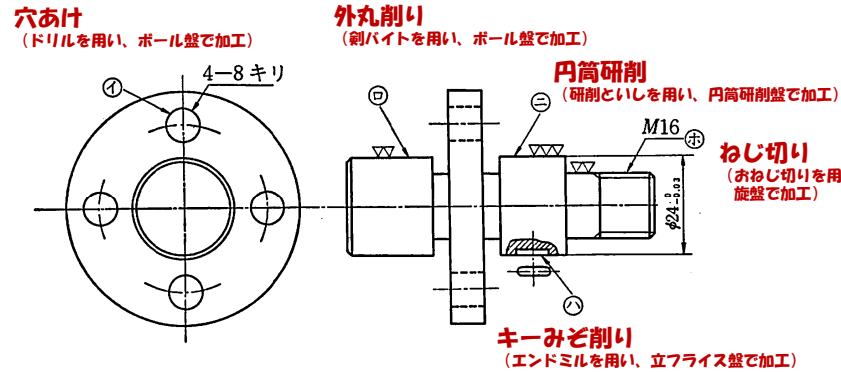 穴あけ
（ドリルを用い、ボール盤で加工）
外丸削り
（剣バイトを用い、ボール盤で加工）
円筒研削
（研削といしを用い、円筒研削盤で加工）
4－8キリ
イ
ロ
ニ
M16
ホ
ねじ切り
（おねじ切りを用
旋盤で加工）
φ24 0 -0.03
ハ
キーみぞ削り
（エンドミルを用い、立フライス盤で加工）